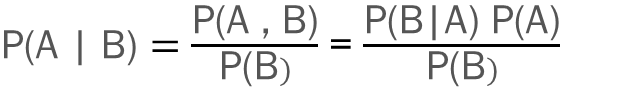 P(A | B) = P(A , B) / P(B) = P(B|A) P(A) / P(B)